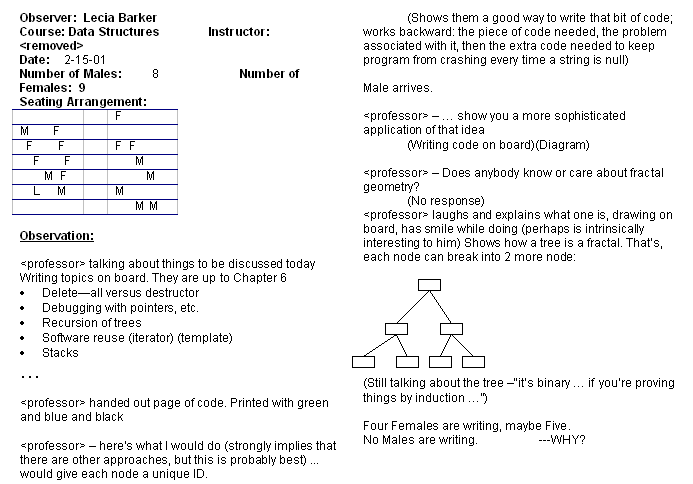 Observer:  Lecia Barker
Course: Data Structures                Instructor:
<removed>
Date:    2-15-01
Number of Males:        8                        Number of
Females:  9
Seating Arrangement:
F
M  F
F  F  F F
F  F  M
M F  M
L  M  M
M M
Observation:
<professor> talking about things to be discussed today
Writing topics on board. They are up to Chapter 6
• Delete—all versus destructor
• Debugging with pointers, etc.
• Recursion of trees
• Software reuse (iterator) (template)
• Stacks
. . .
<professor> handed out page of code. Printed with green
and blue and black
<professor> – here's what I would do (strongly implies that
there are other approaches, but this is probably best) ...
would give each node a unique ID.
(Shows them a good way to write that bit of code;
works backward: the piece of code needed, the problem
associated with it, then the extra code needed to keep
program from crashing every time a string is null)
Male arrives.
<professor> – … show you a more sophisticated
application of that idea
(Writing code on board)(Diagram)
<professor> – Does anybody know or care about fractal
geometry?
(No response)
<professor> laughs and explains what one is, drawing on
board, has smile while doing (perhaps is intrinsically
interesting to him) Shows how a tree is a fractal. That's,
each node can break into 2 more node:
(Still talking about the tree –"it's binary … if you're proving
things by induction …")
Four Females are writing, maybe Five.
No Males are writing.                    ---WHY?